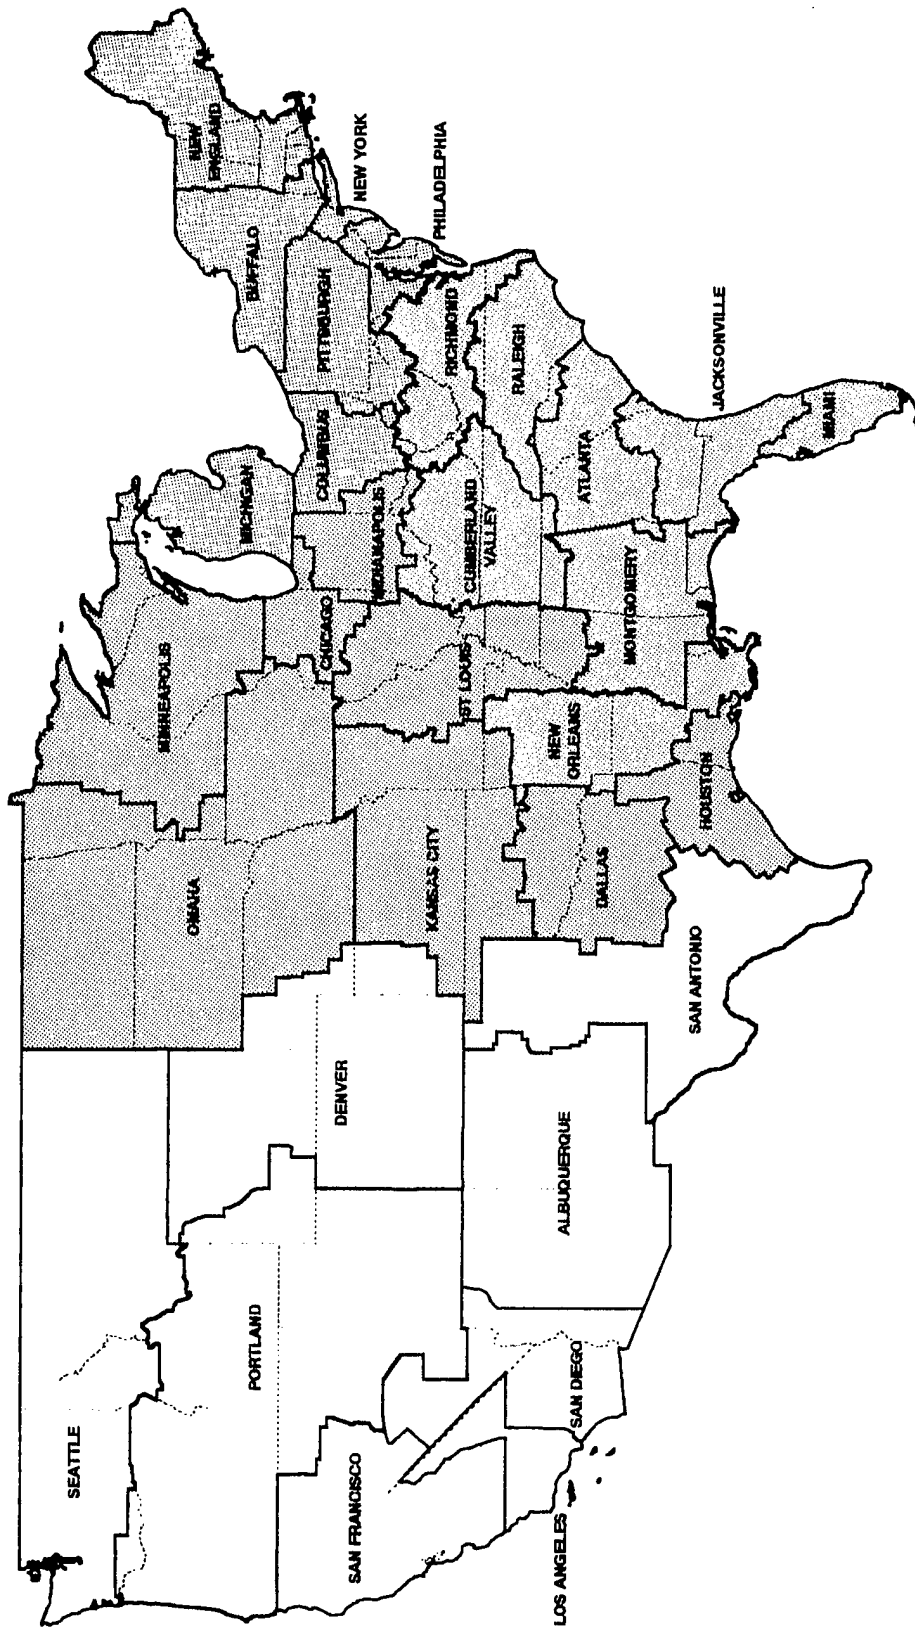 SEATTLE
PORTLAND
SAN FRANCISCO
LOS ANGELES
SAN DIEGO
DENVER
ALBUQUERQUE
SAN ANTONIO
OMAHA
KANSAS CITY
DALLAS
HOUSTON
MINNEAPOLIS
ST LOUIS
NEW
ORLEANS
CHICAGO
MONTGOMERY
MICHIGAN
INDIANAPOLIS
CUMBERLAND
VALLEY
COLUMBUS
ATLANTA
JACKSONVILLE
MIAMI
RALEIGH
RICHMOND
PITTSBURGH
BUFFALO
PHILADELPHIA
NEW YORK
NEW
ENGLAND